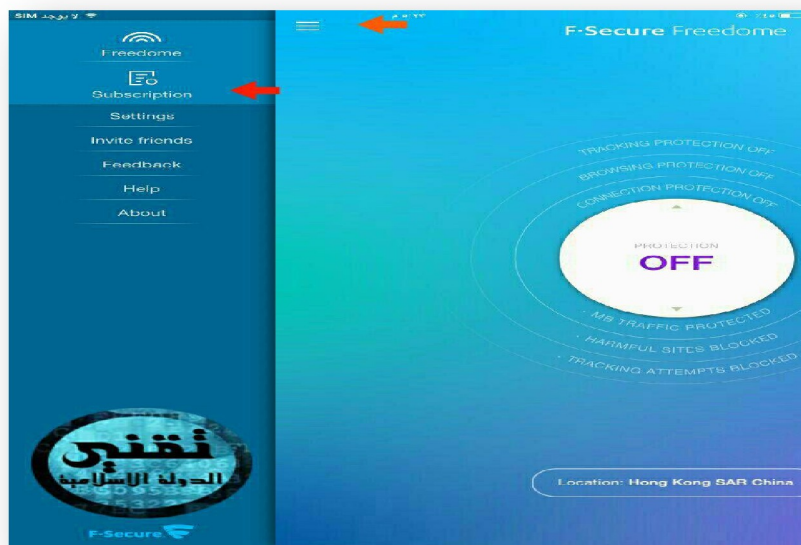 لا يوجد SIM
Freedome
Subscription
Settings
Invite friends
Feedback
Help
About
تقني
الدولة الإسلامية
F-Secure
F-Secure Freedome
TRACKING PROTECTION OFF
BROWSING PROTECTION OFF
CONNECTION PROTECTION OFF
PROTECTION
OFF
- MB TRAFFIC PROTECTED
- HARMFUL SITES BLOCKED
- TRACKING ATTEMPTS BLOCKED
Location: Hong Kong SAR China